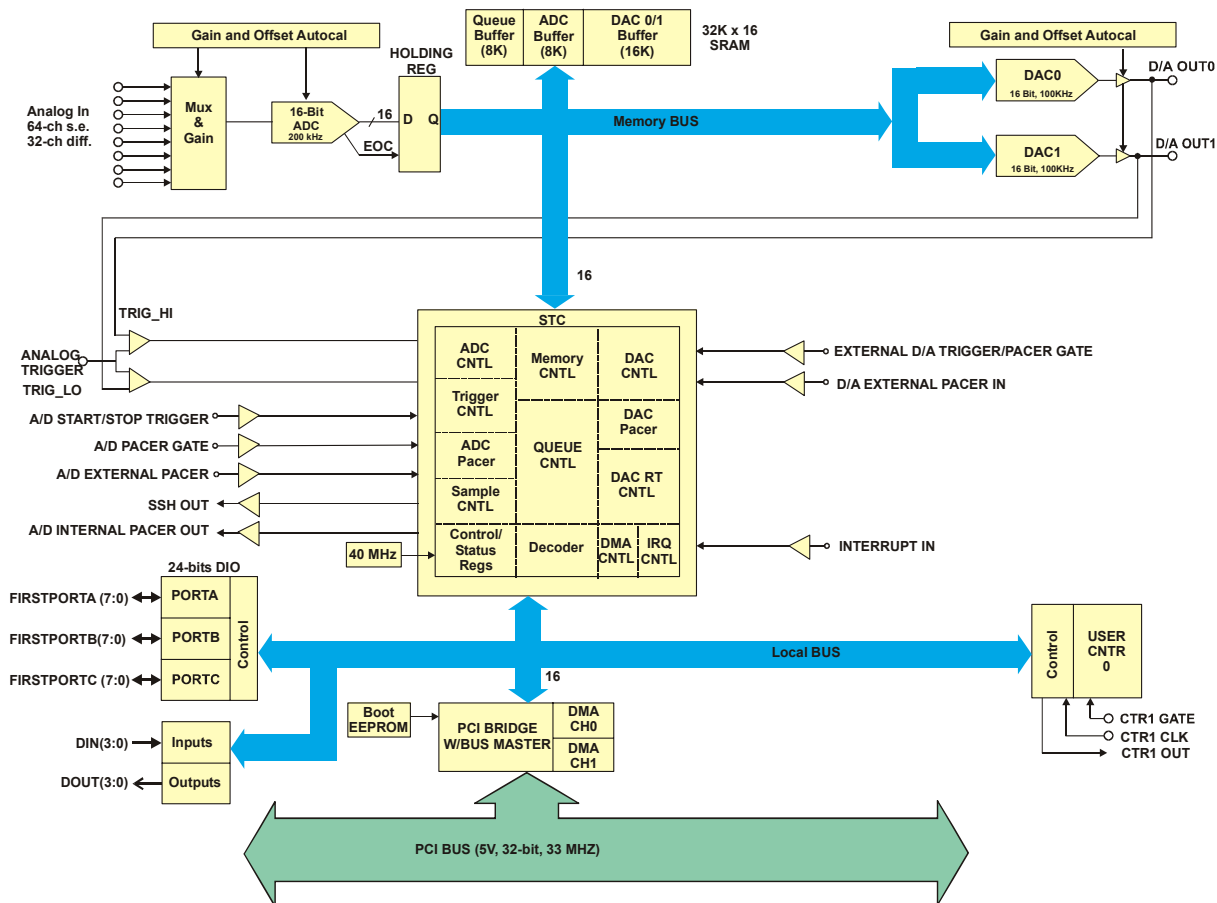 Gain and Offset Autocal
HOLDING
REG
Queue
Buffer
(8K)
ADC
Buffer
(8K)
DAC 0/1
Buffer
(16K)
32K x 16
SRAM
Gain and Offset Autocal
Analog In
64-ch s.e.
32-ch diff.
Mux
&
Gain
16-Bit
ADC
200 kHz
16
EOC
D
Q
Memory BUS
DAC0
16 Bit, 100KHz
D/A OUT0
DAC1
16 Bit, 100KHz
D/A OUT1
16
TRIG_HI
ANALOG
TRIGGER
TRIG_LO
A/D START/STOP TRIGGER
A/D PACER GATE
A/D EXTERNAL PACER
SSH OUT
A/D INTERNAL PACER OUT
40 MHz
STC
ADC
CNTL
Memory
CNTL
DAC
CNTL
Trigger
CNTL
DAC
Pacer
ADC
Pacer
QUEUE
CNTL
DAC RT
CNTL
Sample
CNTL
Control/
Status
Regs
Decoder
DMA
CNTL
IRQ
CNTL
EXTERNAL D/A TRIGGER/PACER GATE
D/A EXTERNAL PACER IN
INTERRUPT IN
24-bits DIO
FIRSTPORTA (7:0)
PORTA
FIRSTPORTB(7:0)
PORTB
FIRSTPORTC (7:0)
PORTC
Control
Local BUS
16
Control
USER
CNTR
0
CTR1 GATE
CTR1 CLK
CTR1 OUT
DIN(3:0)
Inputs
DOUT(3:0)
Outputs
Boot
EEPROM
PCI BRIDGE
W/BUS MASTER
DMA
CH0
DMA
CH1
PCI BUS (5V, 32-bit, 33 MHZ)